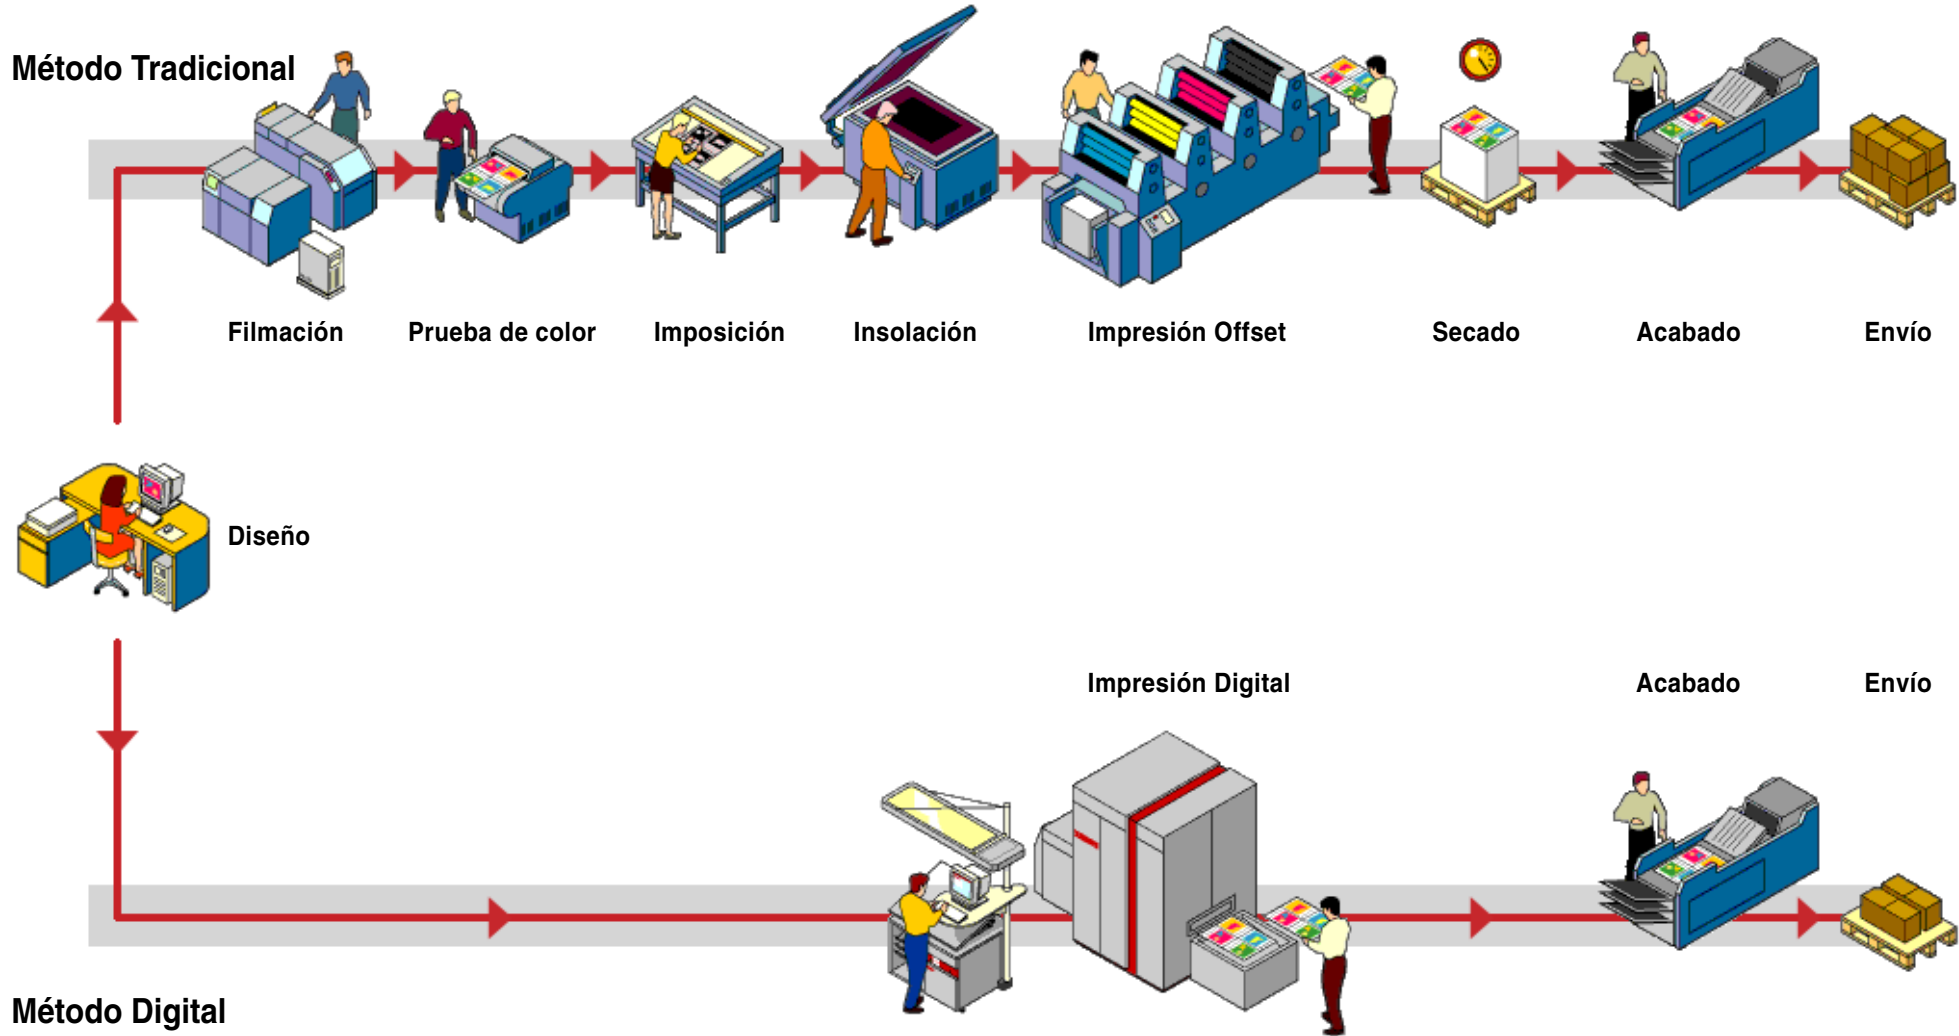 Método Tradicional
Filmación
Prueba de color
Imposición
Insolación
Impresión Offset
Secado
Acabado
Envío
Diseño
Impresión Digital
Acabado
Envío
Método Digital